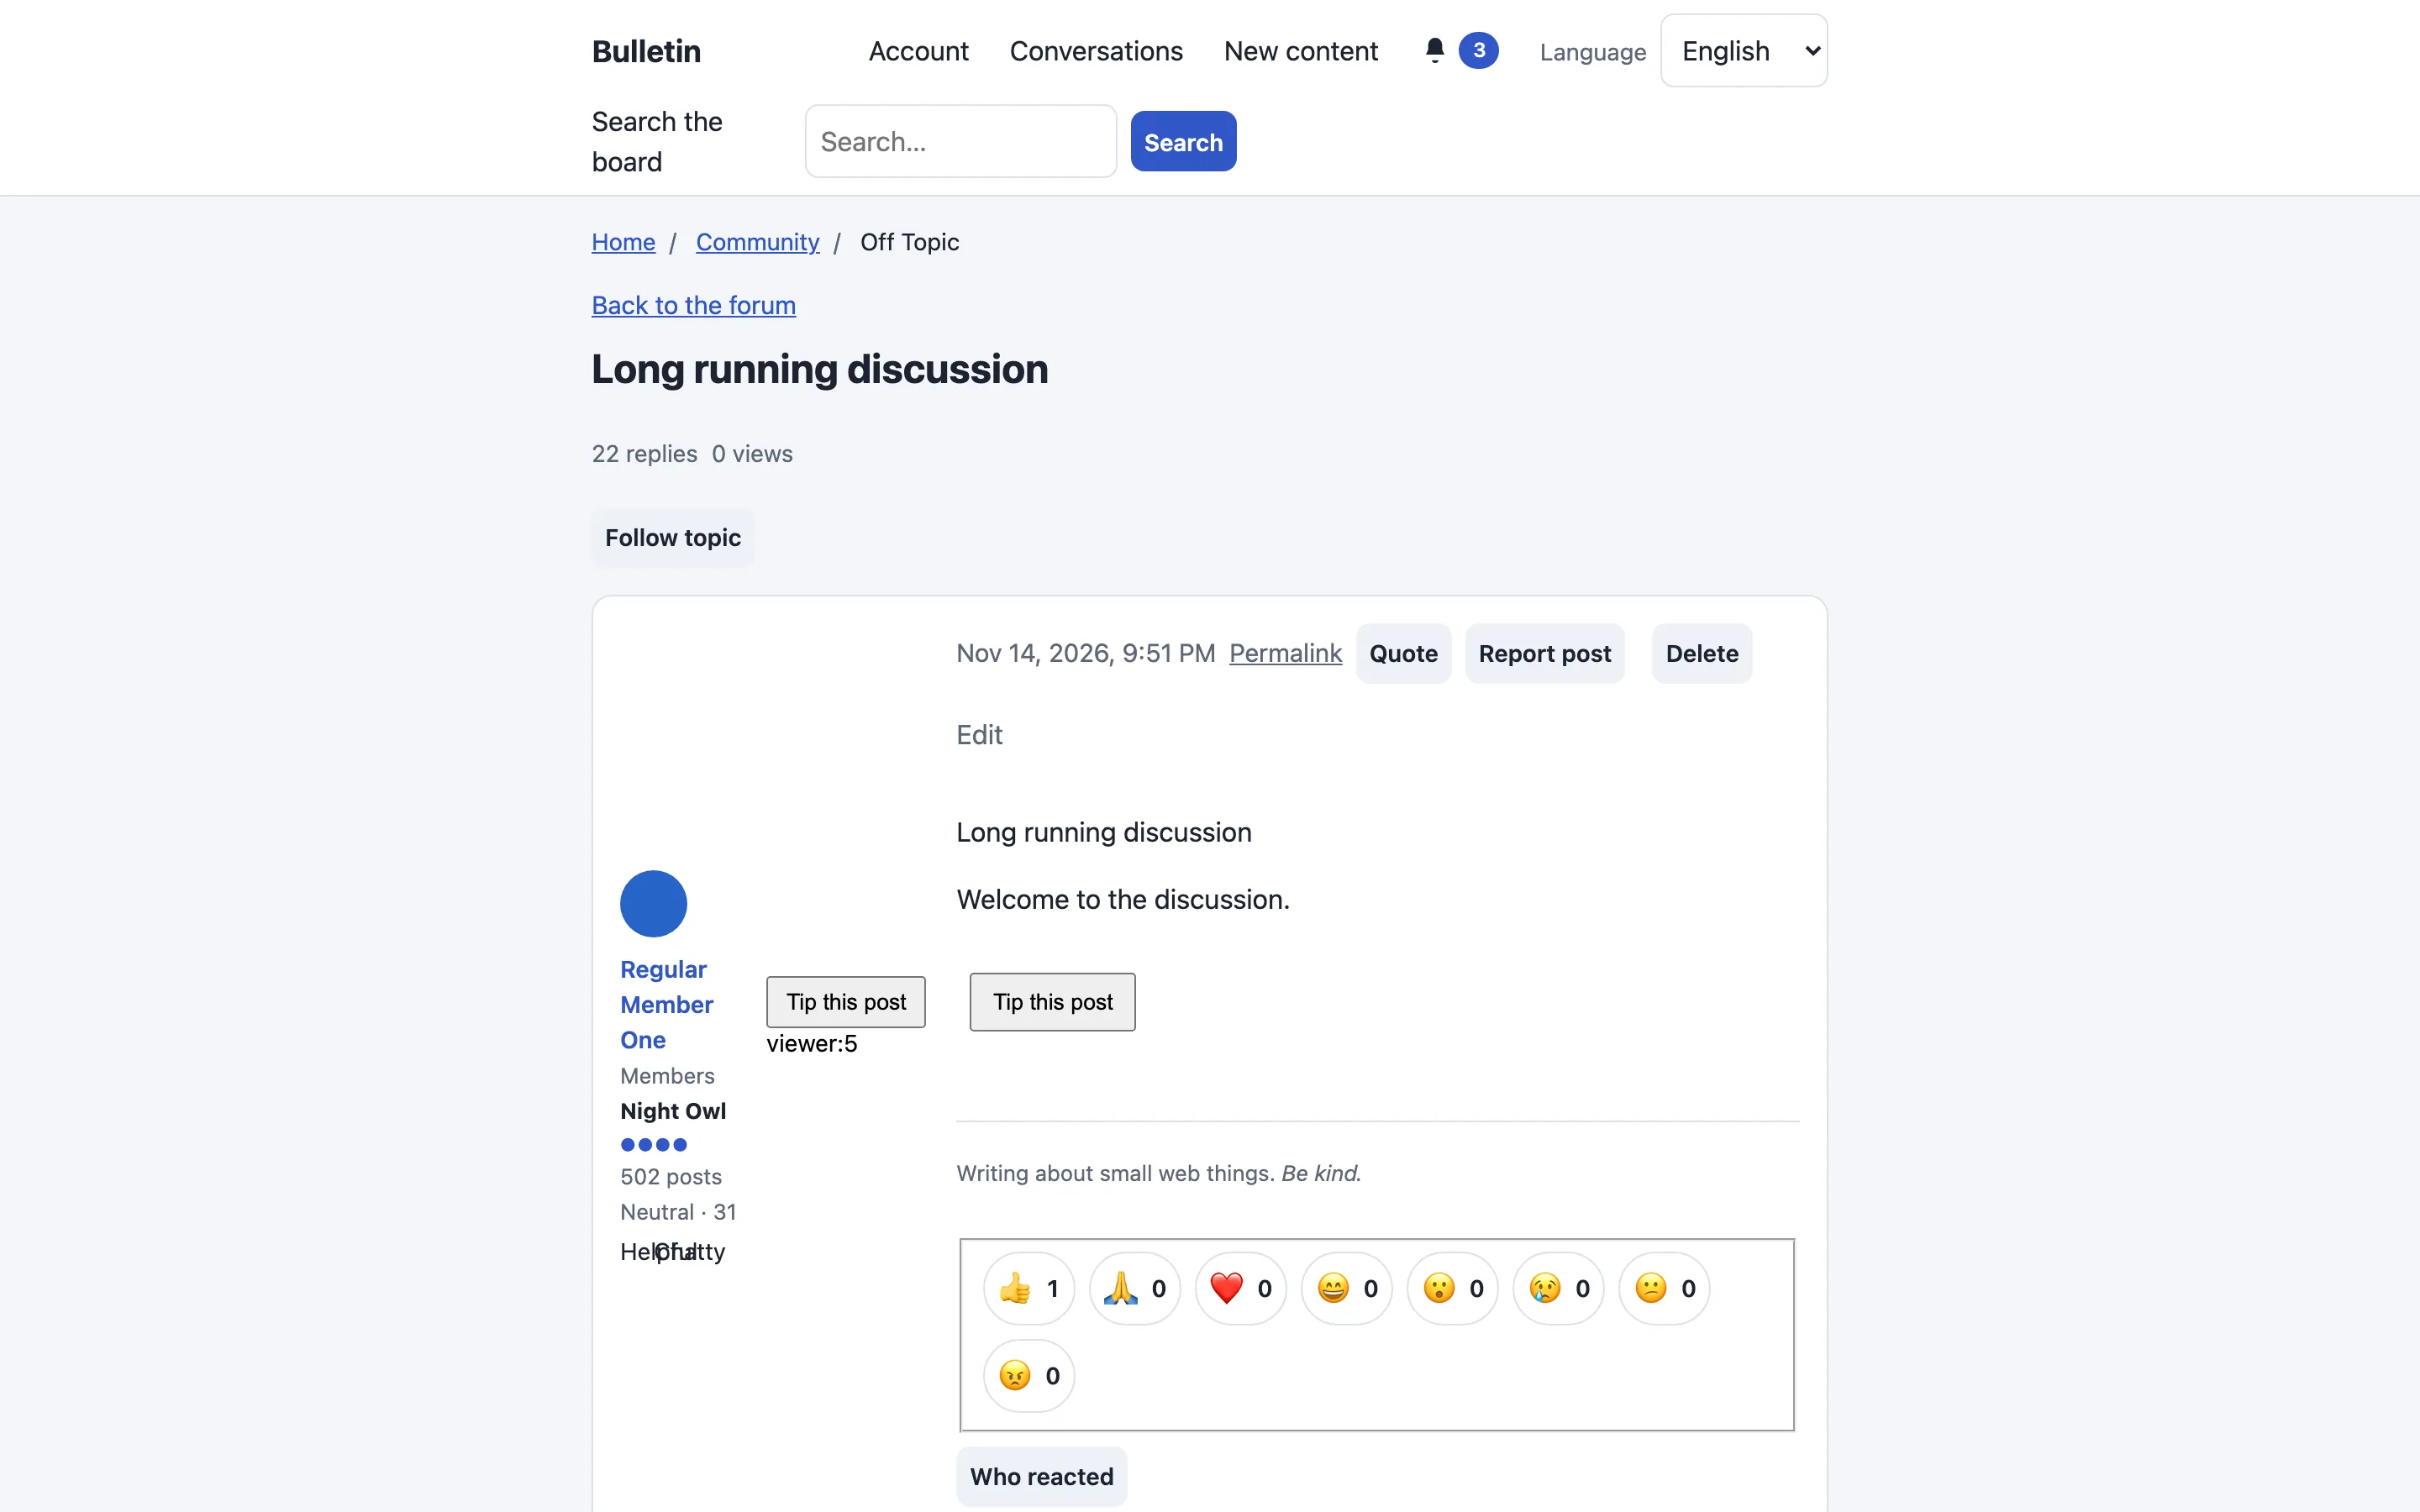 Bulletin
Account
Conversations
New content
3
Language
English
Search the
board
Search...
Search
Home / Community / Off Topic
Back to the forum
Long running discussion
22 replies 0 views
Follow topic
Nov 14, 2026, 9:51 PM Permalink Quote Report post Delete
Edit
Long running discussion
Welcome to the discussion.
Regular
Member
One
Members
Night Owl
502 posts
Neutral · 31
Helpful Chatty
Tip this post
viewer:5
Tip this post
Writing about small web things. Be kind.
1 0 0 0 0 0 0
0
Who reacted